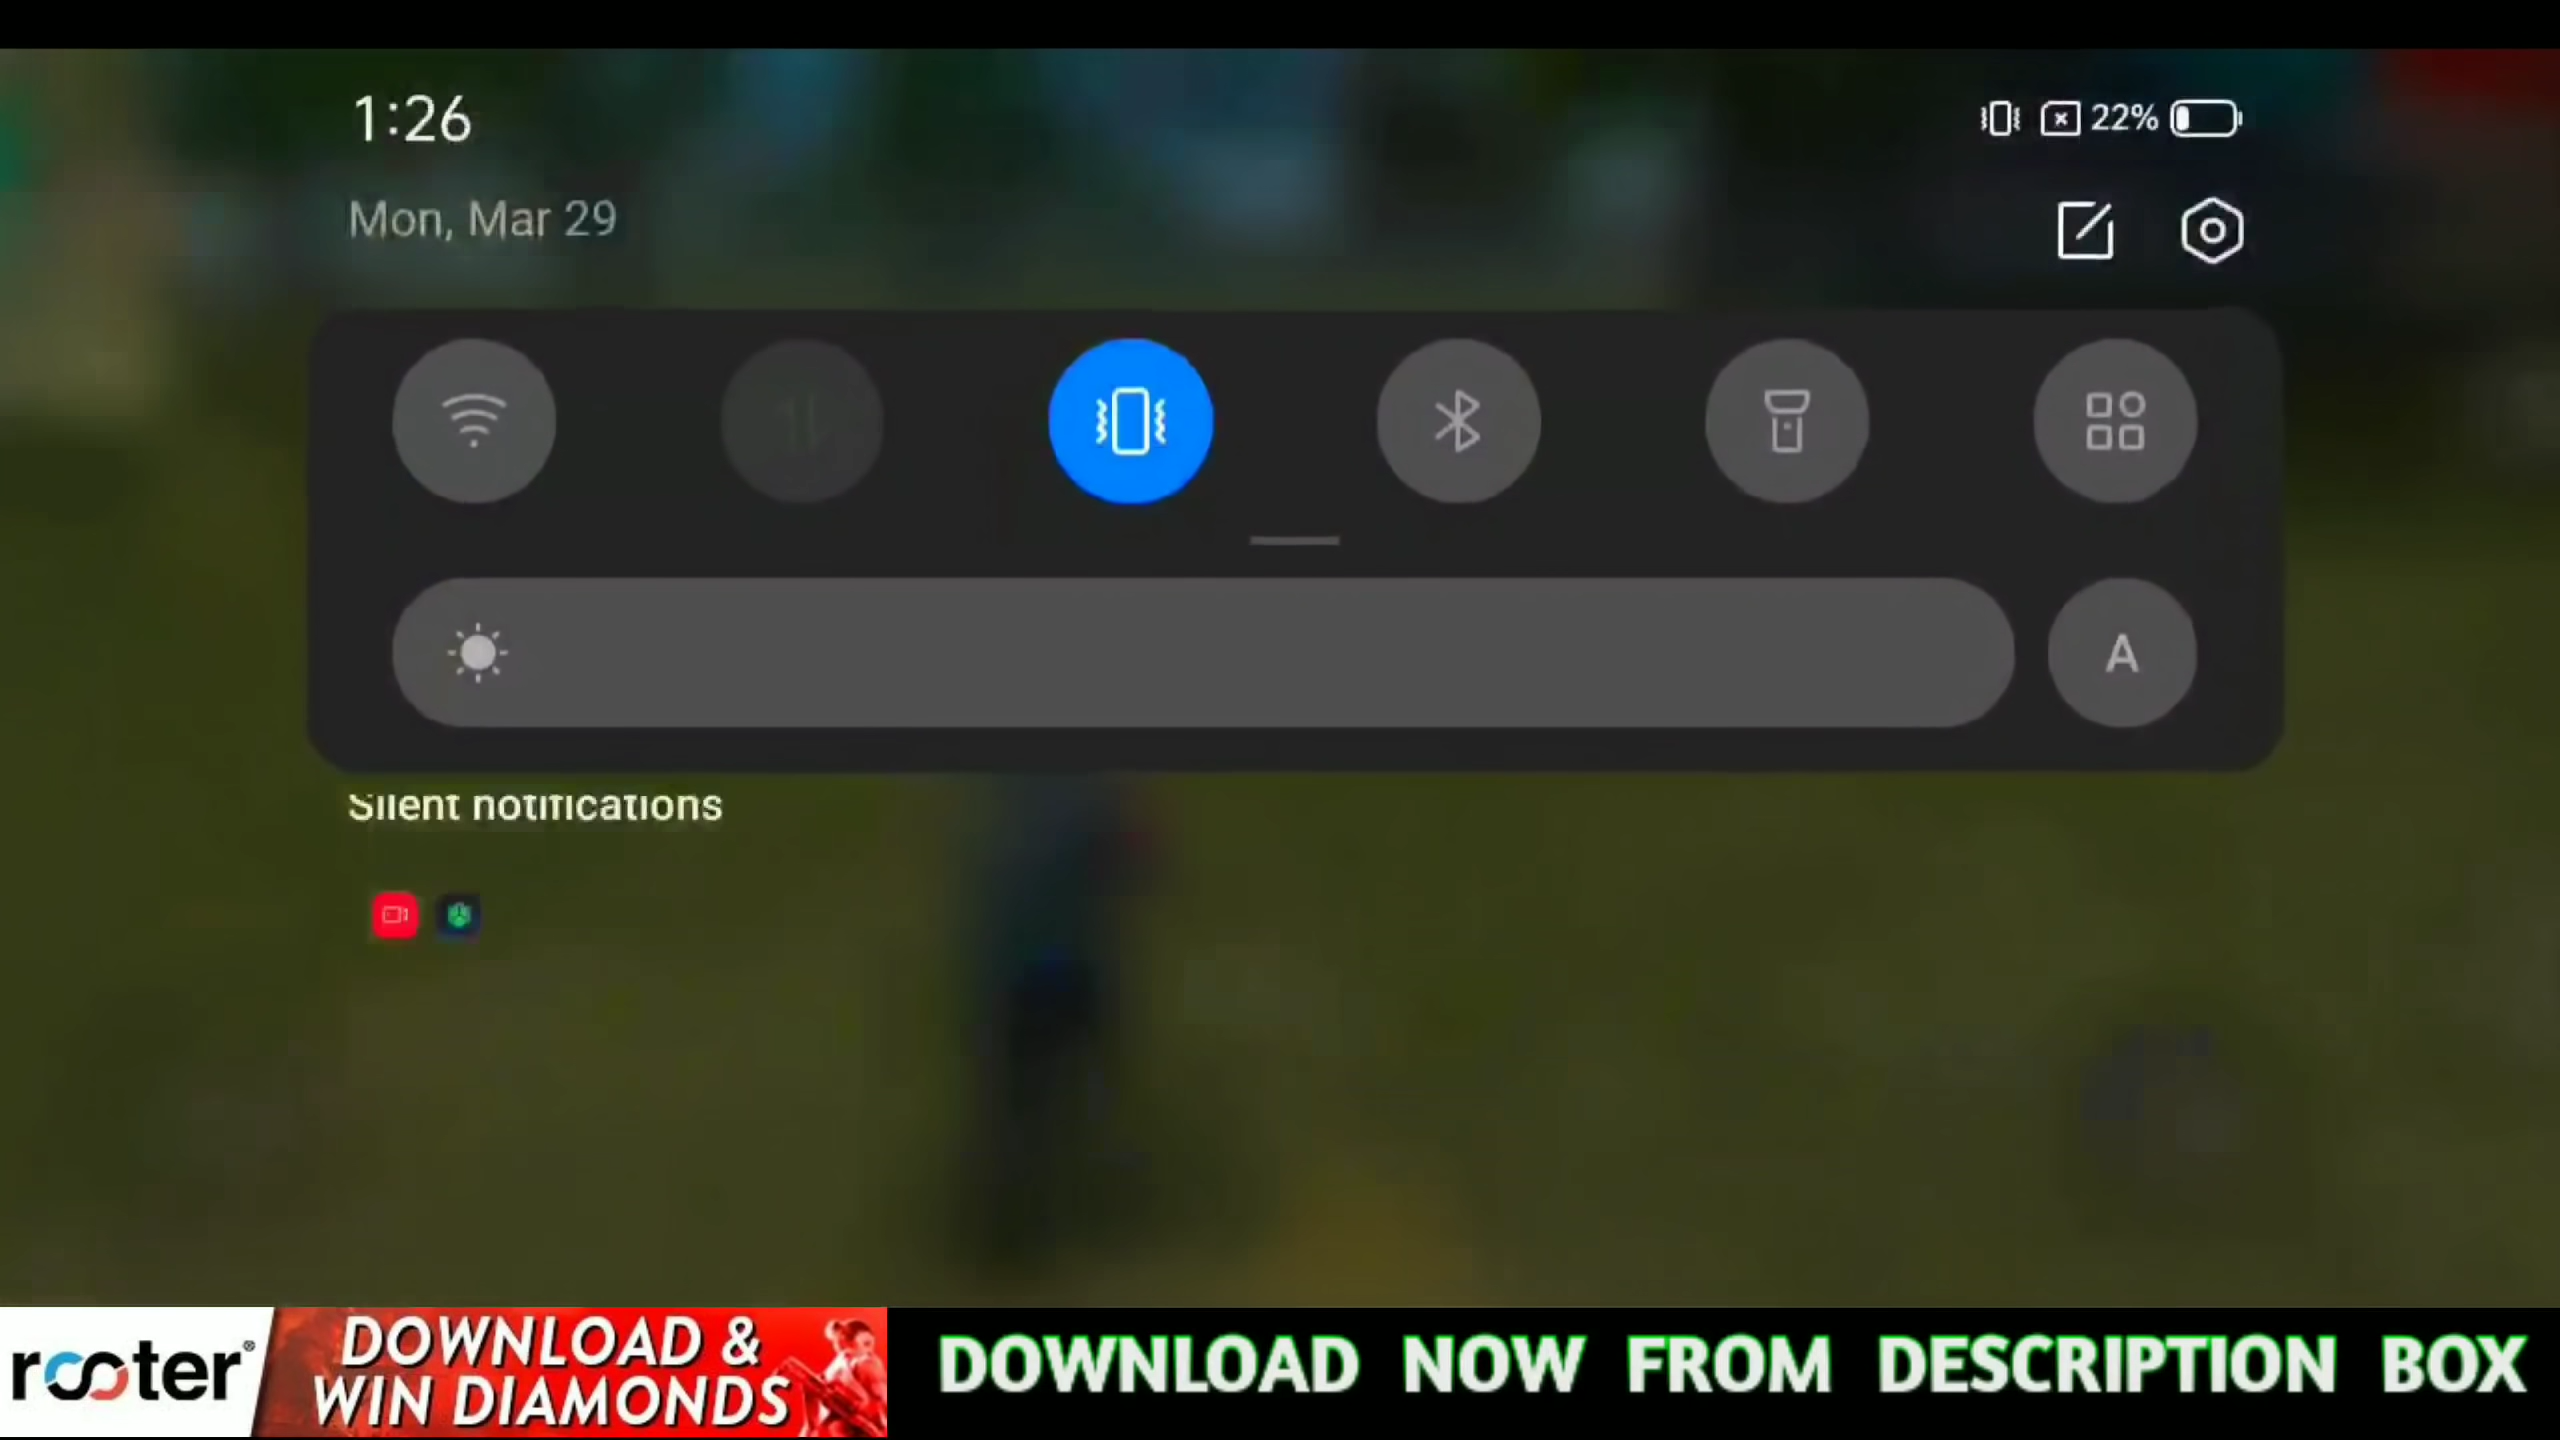 1:26
22%
Mon, Mar 29
A
Silent notifications
rooter®
DOWNLOAD &
WIN DIAMONDS
DOWNLOAD NOW FROM DESCRIPTION BOX